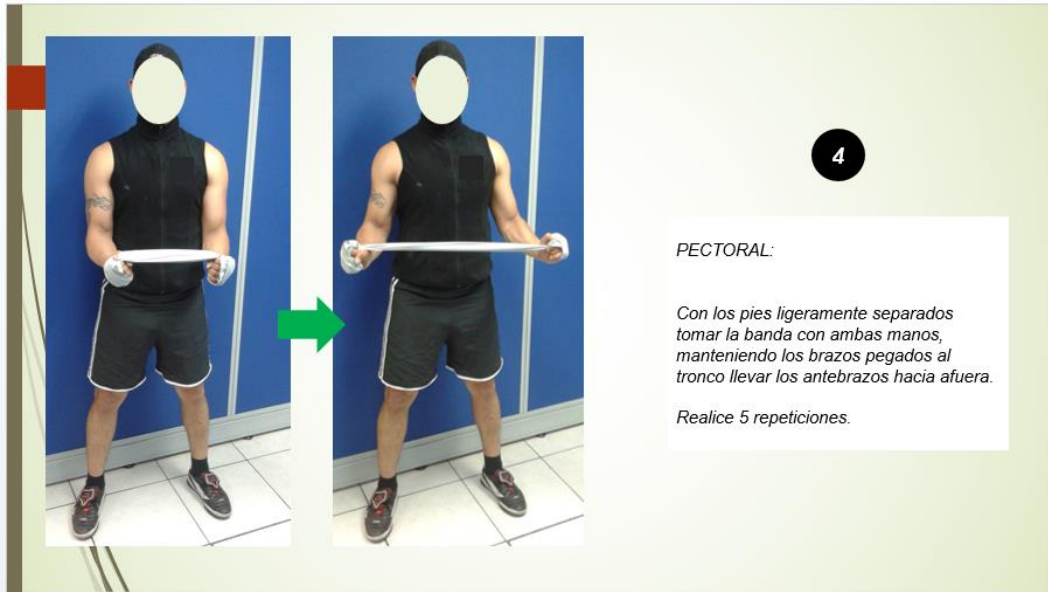 4
PECTORAL:
Con los pies ligeramente separados
tomar la banda con ambas manos,
manteniendo los brazos pegados al
tronco llevar los antebrazos hacia afuera.
Realice 5 repeticiones.